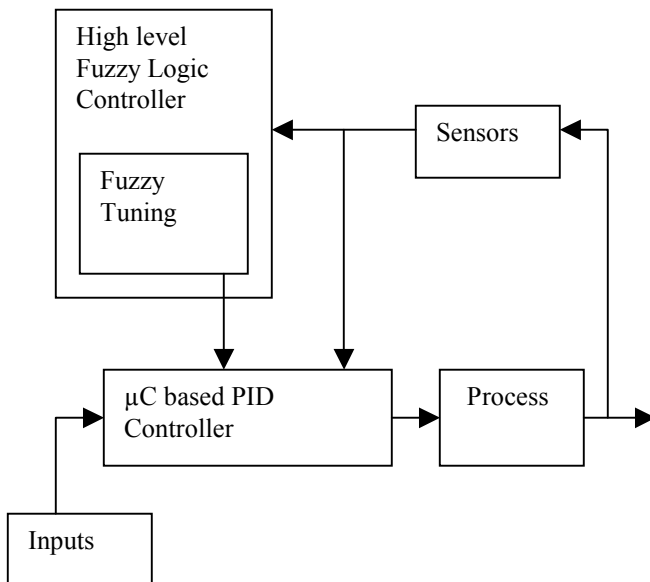 High level
Fuzzy Logic
Controller
Sensors
Fuzzy
Tuning
µC based PID
Controller
Process
Inputs